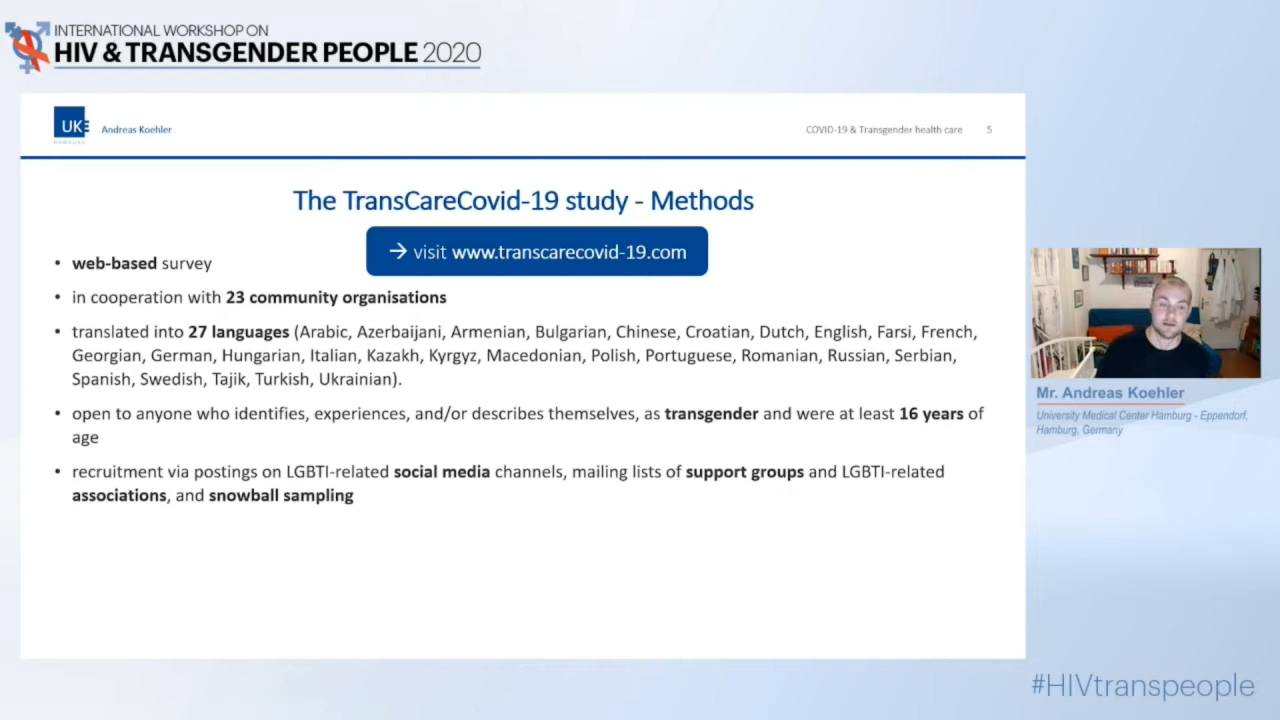 INTERNATIONAL WORKSHOP ON
HIV & TRANSGENDER PEOPLE 2020
UKE
HAMBURG
Andreas Koehler
COVID-19 & Transgender health care 5
The TransCareCovid-19 study - Methods
→ visit www.transcarecovid-19.com
• web-based survey
• in cooperation with 23 community organisations
• translated into 27 languages (Arabic, Azerbaijani, Armenian, Bulgarian, Chinese, Croatian, Dutch, English, Farsi, French,
Georgian, German, Hungarian, Italian, Kazakh, Kyrgyz, Macedonian, Polish, Portuguese, Romanian, Russian, Serbian,
Spanish, Swedish, Tajik, Turkish, Ukrainian).
• open to anyone who identifies, experiences, and/or describes themselves, as transgender and were at least 16 years of
age
• recruitment via postings on LGBTI-related social media channels, mailing lists of support groups and LGBTI-related
associations, and snowball sampling
Mr. Andreas Koehler
University Medical Center Hamburg - Eppendorf,
Hamburg, Germany
#HIVtranspeople